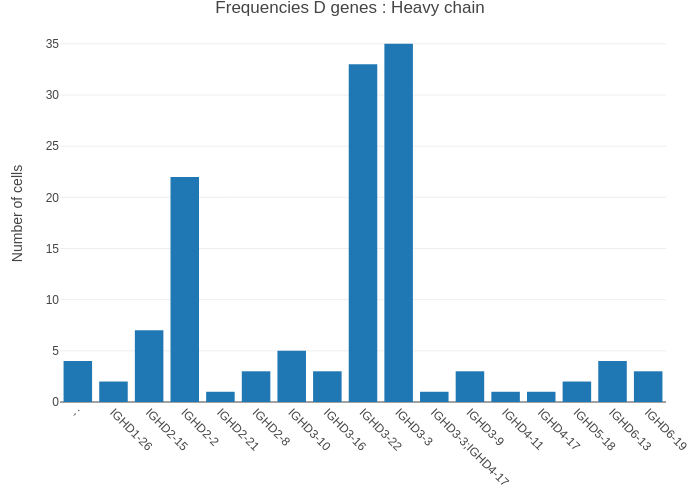 Frequencies D genes : Heavy chain
Number of cells
35
30
25
20
15
10
5
0
;
IGHD1-26
IGHD2-15
IGHD2-2
IGHD2-21
IGHD2-8
IGHD3-10
IGHD3-16
IGHD3-22
IGHD3-3
IGHD3-3;IGHD4-17
IGHD3-9
IGHD4-11
IGHD4-17
IGHD5-18
IGHD6-13
IGHD6-19